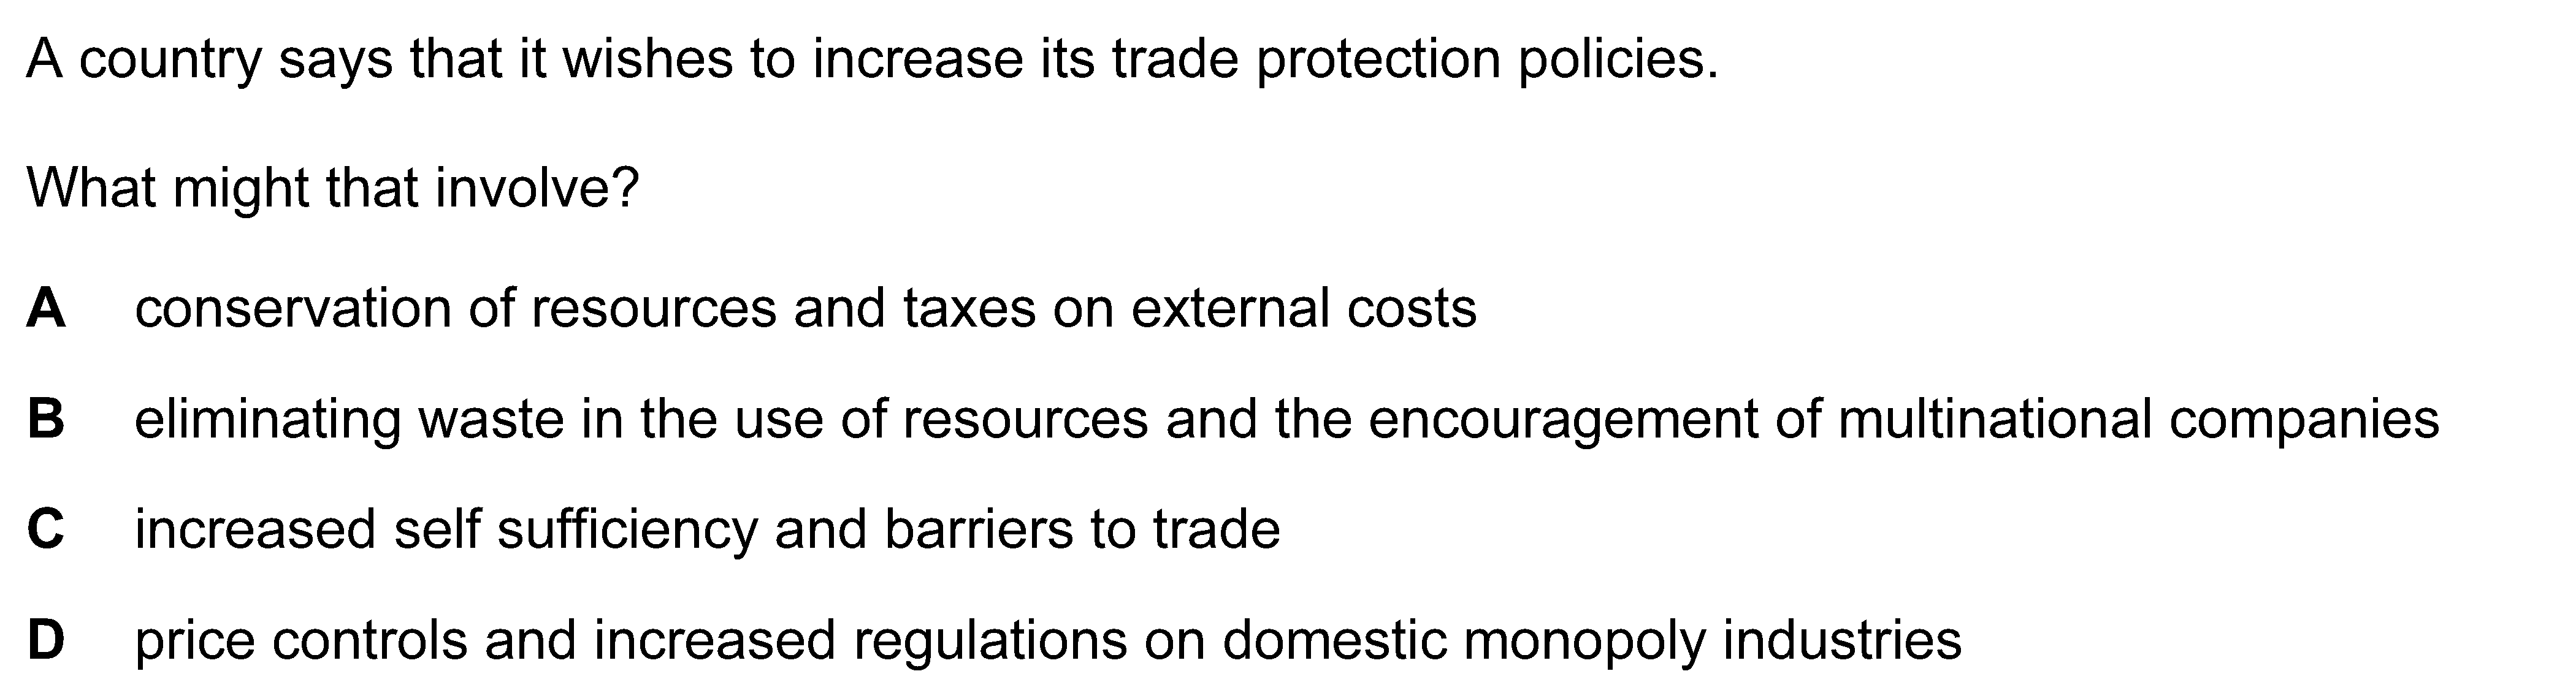 A country says that it wishes to increase its trade protection policies.
What might that involve?
A conservation of resources and taxes on external costs
B eliminating waste in the use of resources and the encouragement of multinational companies
C increased self sufficiency and barriers to trade
D price controls and increased regulations on domestic monopoly industries